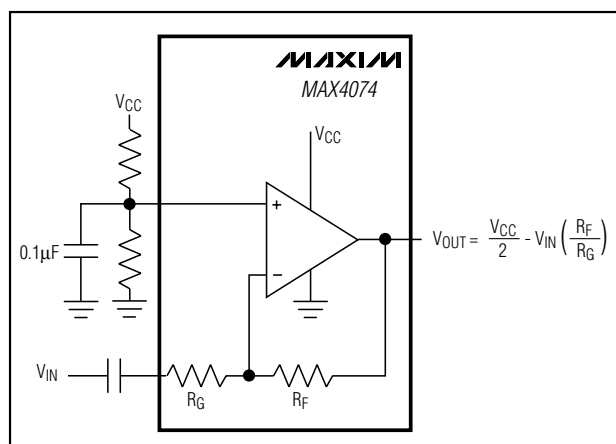 MAXIM
MAX4074
VCC
VCC
+
0.1μF
−
VOUT = VCC/2 - VIN (RF/RG)
VIN
RG
RF